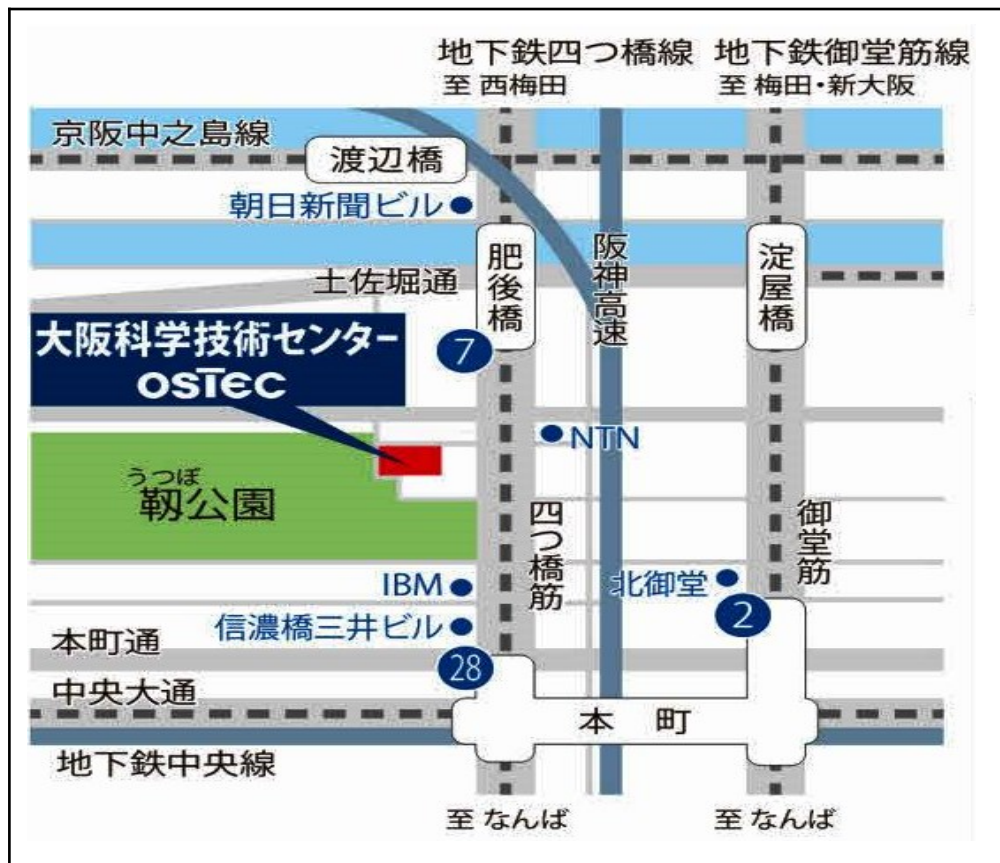 地下鉄四つ橋線
至 西梅田
地下鉄御堂筋線
至 梅田・新大阪
京阪中之島線
渡辺橋
朝日新聞ビル
肥後橋
阪神高速
淀屋橋
土佐堀通
大阪科学技術センター
OSTEC
7
NTN
うつぼ
靱公園
四つ橋筋
御堂筋
IBM
北御堂
2
信濃橋三井ビル
本町通
28
中央大通
本町
地下鉄中央線
至 なんば
至 なんば